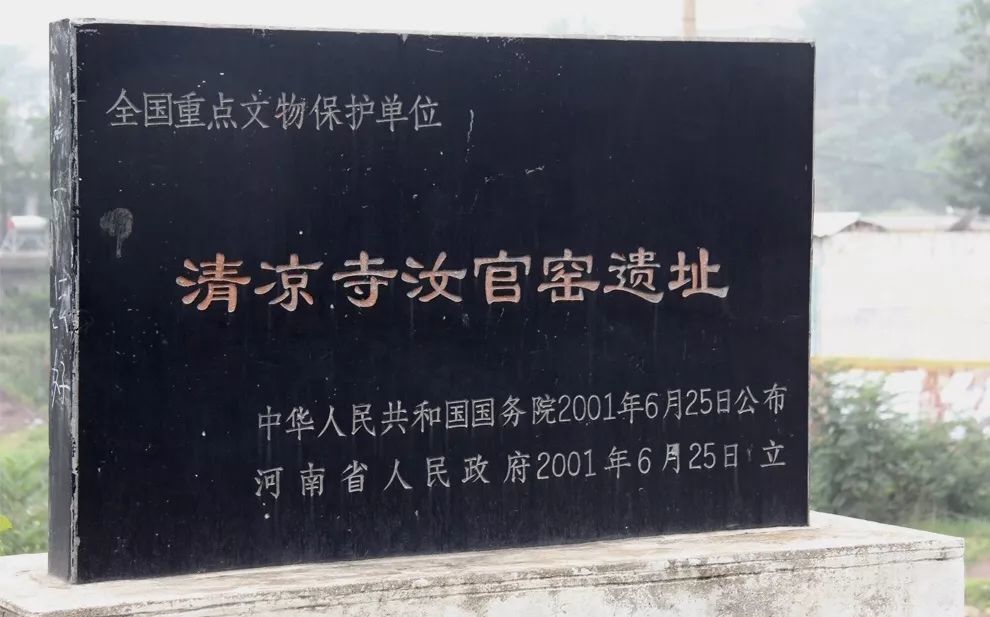 全国重点文物保护单位
清凉寺汝官窑遗址
中华人民共和国国务院2001年6月25日公布
河南省人民政府2001年6月25日立